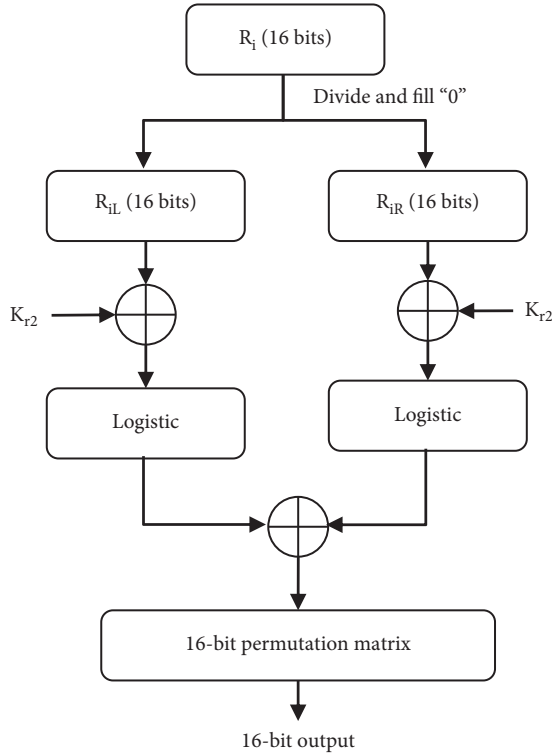 R_i (16 bits)
Divide and fill “0”
R_iL (16 bits)
R_iR (16 bits)
K_r2
K_r2
Logistic
Logistic
16-bit permutation matrix
16-bit output